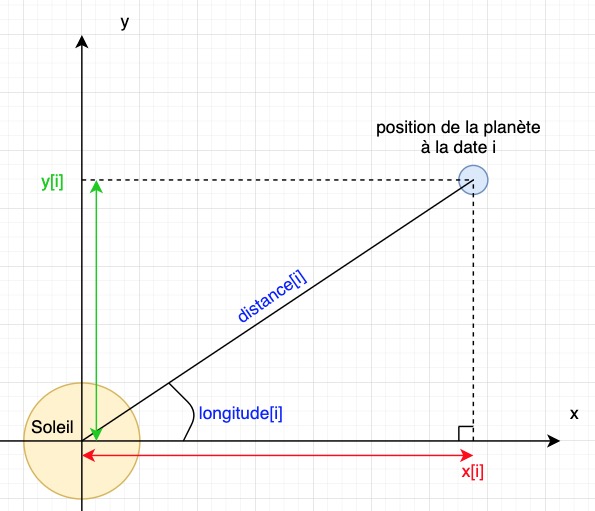 y
position de la planète
à la date i
y[i]
distance[i]
longitude[i]
x
Soleil
x[i]